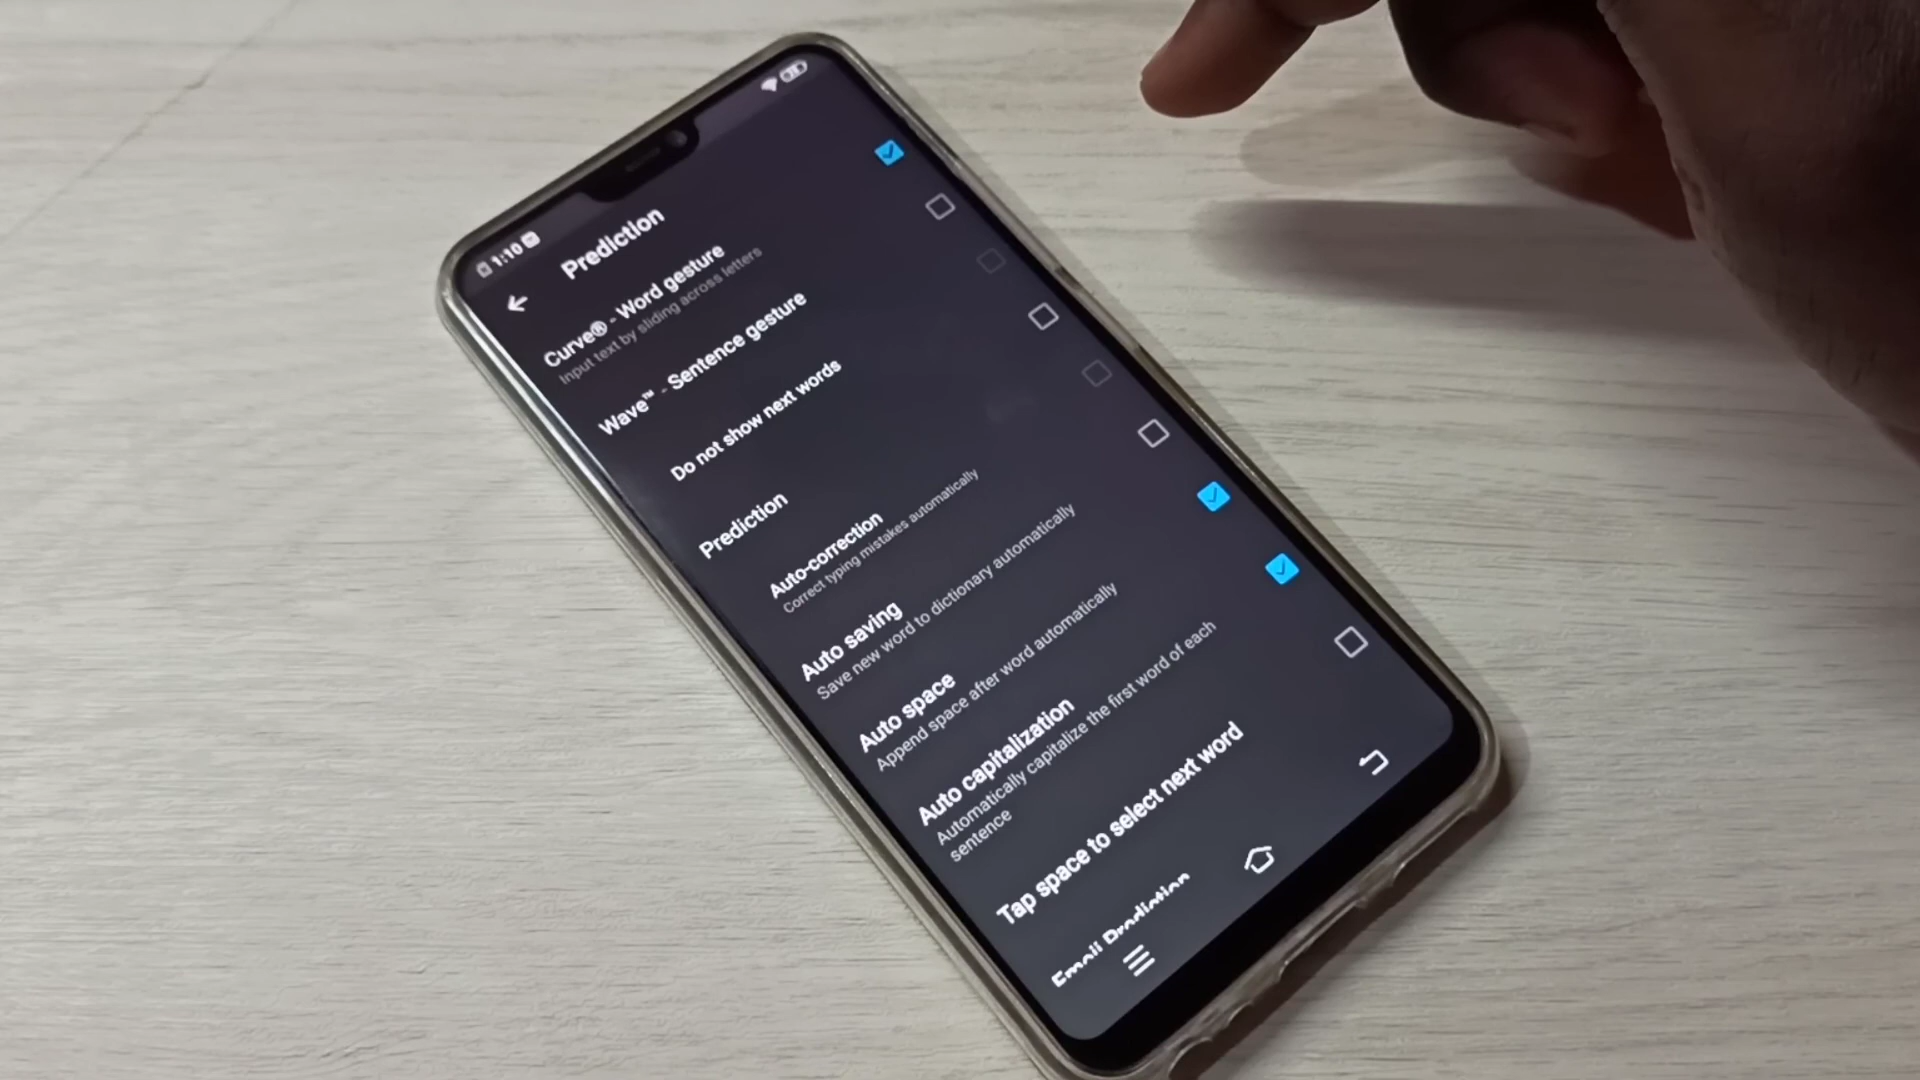 1:10
Prediction
Curve® - Word gesture
Input text by sliding across letters
Wave™ - Sentence gesture
Do not show next words
Prediction
Auto-correction
Correct typing mistakes automatically
Auto saving
Save new word to dictionary automatically
Auto space
Append space after word automatically
Auto capitalization
Automatically capitalize the first word of each
sentence
Tap space to select next word
Emoji Prediction